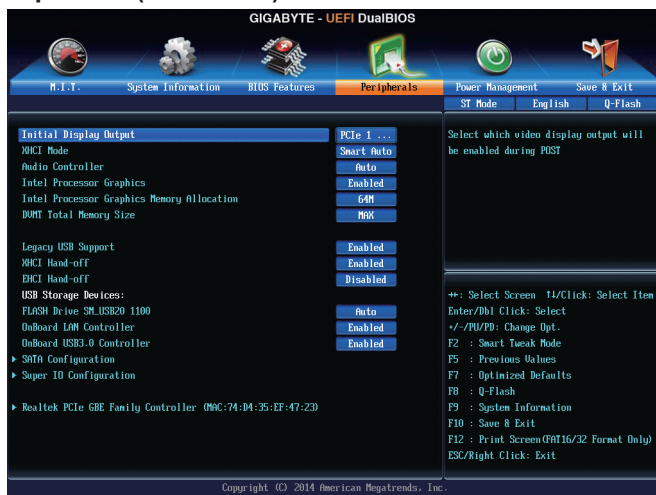 GIGABYTE - UEFI DualBIOS
M.I.T. System Information BIOS Features Peripherals Power Management Save & Exit
ST Mode English Q-Flash
Initial Display Output PCIe 1 ...
XHCI Mode Smart Auto
Audio Controller Auto
Intel Processor Graphics Enabled
Intel Processor Graphics Memory Allocation 64M
DVMT Total Memory Size MAX
Legacy USB Support Enabled
XHCI Hand-off Enabled
EHCI Hand-off Disabled
USB Storage Devices:
FLASH Drive SM_USB20 1100 Auto
OnBoard LAN Controller Enabled
OnBoard USB3.0 Controller Enabled
SATA Configuration
Super IO Configuration
Realtek PCIe GBE Family Controller (MAC:74:D4:35:EF:47:23)
Select which video display output will
be enabled during POST
↔: Select Screen ↑↓/Click: Select Item
Enter/Dbl Click: Select
+/-/PU/PD: Change Opt.
F2 : Smart Tweak Mode
F5 : Previous Values
F7 : Optimized Defaults
F8 : Q-Flash
F9 : System Information
F10 : Save & Exit
F12 : Print Screen(FAT16/32 Format Only)
ESC/Right Click: Exit
Copyright (C) 2014 American Megatrends, Inc.